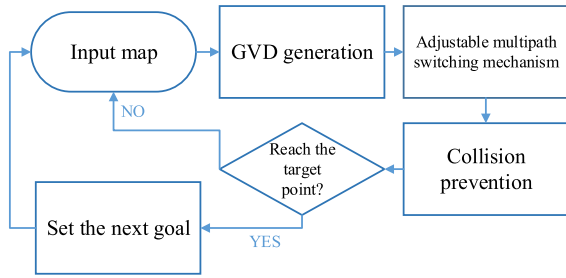 Input map
GVD generation
Adjustable multipath
switching mechanism
NO
Reach the
target
point?
Collision
prevention
Set the next goal
YES